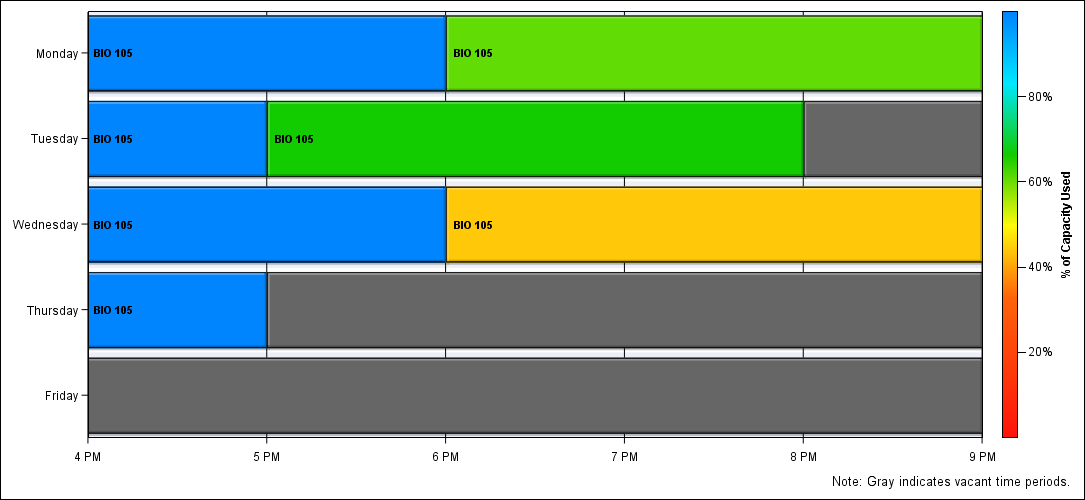 Monday
BIO 105
BIO 105
Tuesday
BIO 105
BIO 105
Wednesday
BIO 105
BIO 105
Thursday
BIO 105
Friday
4 PM
5 PM
6 PM
7 PM
8 PM
9 PM
80%
60%
40%
20%
% of Capacity Used
Note: Gray indicates vacant time periods.